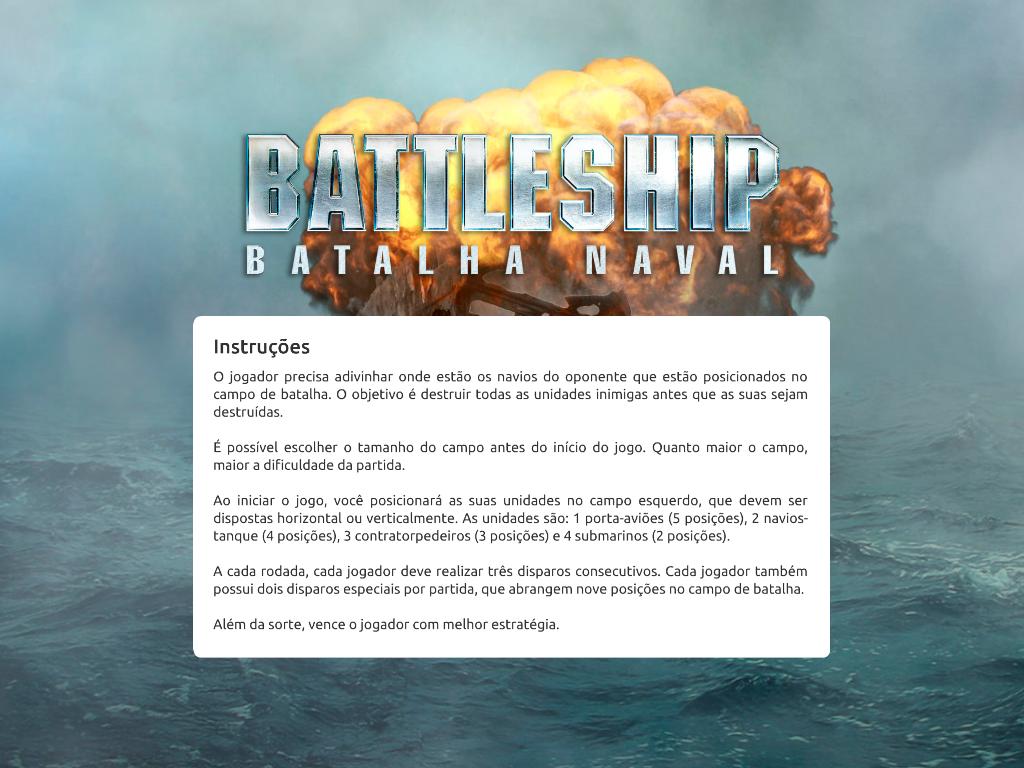 BATTLESHIP
BATALHA NAVAL
Instruções
O jogador precisa adivinhar onde estão os navios do oponente que estão posicionados no
campo de batalha. O objetivo é destruir todas as unidades inimigas antes que as suas sejam
destruídas.
É possível escolher o tamanho do campo antes do início do jogo. Quanto maior o campo,
maior a dificuldade da partida.
Ao iniciar o jogo, você posicionará as suas unidades no campo esquerdo, que devem ser
dispostas horizontal ou verticalmente. As unidades são: 1 porta-aviões (5 posições), 2 navios-
tanque (4 posições), 3 contratorpedeiros (3 posições) e 4 submarinos (2 posições).
A cada rodada, cada jogador deve realizar três disparos consecutivos. Cada jogador também
possui dois disparos especiais por partida, que abrangem nove posições no campo de batalha.
Além da sorte, vence o jogador com melhor estratégia.